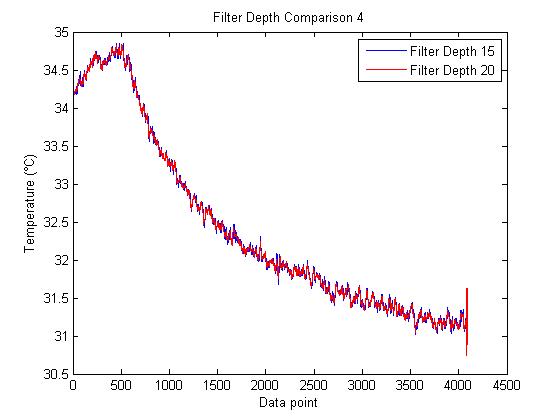 Filter Depth Comparison 4
35
34.5
34
33.5
33
32.5
32
31.5
31
30.5
Temperature (°C)
Filter Depth 15
Filter Depth 20
0 500 1000 1500 2000 2500 3000 3500 4000 4500
Data point